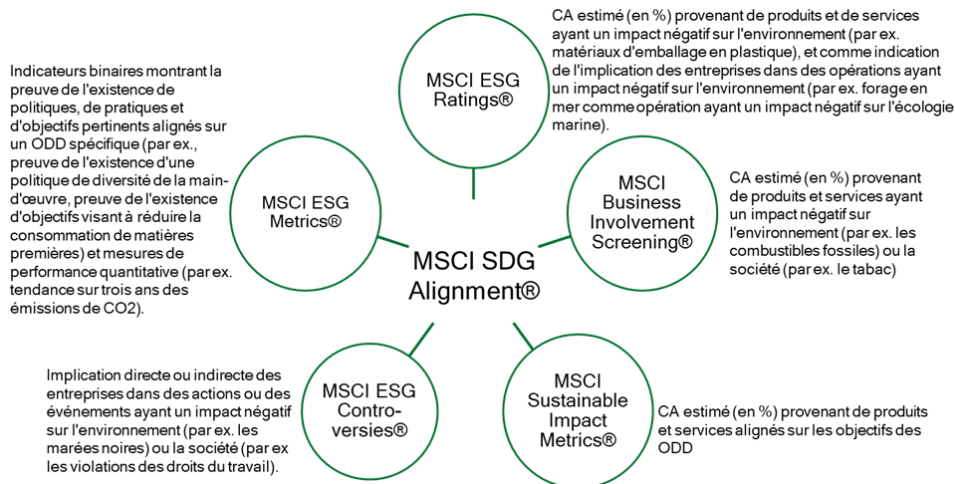 CA estimé (en %) provenant de produits et de services
ayant un impact négatif sur l'environnement (par ex.
matériaux d'emballage en plastique), et comme indication
de l'implication des entreprises dans des opérations ayant
un impact négatif sur l'environnement (par ex. forage en
mer comme opération ayant un impact négatif sur l'écologie
marine).
MSCI ESG
Ratings®
Indicateurs binaires montrant la
preuve de l'existence de
politiques, de pratiques et
d'objectifs pertinents alignés sur
un ODD spécifique (par ex.,
preuve de l'existence d'une
politique de diversité de la main-
d'œuvre, preuve de l'existence
d'objectifs visant à réduire la
consommation de matières
premières) et mesures de
performance quantitative (par ex.
tendance sur trois ans des
émissions de CO2).
MSCI ESG
Metrics®
MSCI
Business
Involvement
Screening®
CA estimé (en %) provenant
de produits et services ayant
un impact négatif sur
l'environnement (par ex. les
combustibles fossiles) ou la
société (par ex. le tabac)
MSCI SDG
Alignment®
Implication directe ou indirecte des
entreprises dans des actions ou des
événements ayant un impact négatif
sur l'environnement (par ex. les
marées noires) ou la société (par ex
les violations des droits du travail).
MSCI ESG
Contro-
versies®
MSCI
Sustainable
Impact
Metrics®
CA estimé (en %) provenant de produits
et services alignés sur les objectifs des
ODD